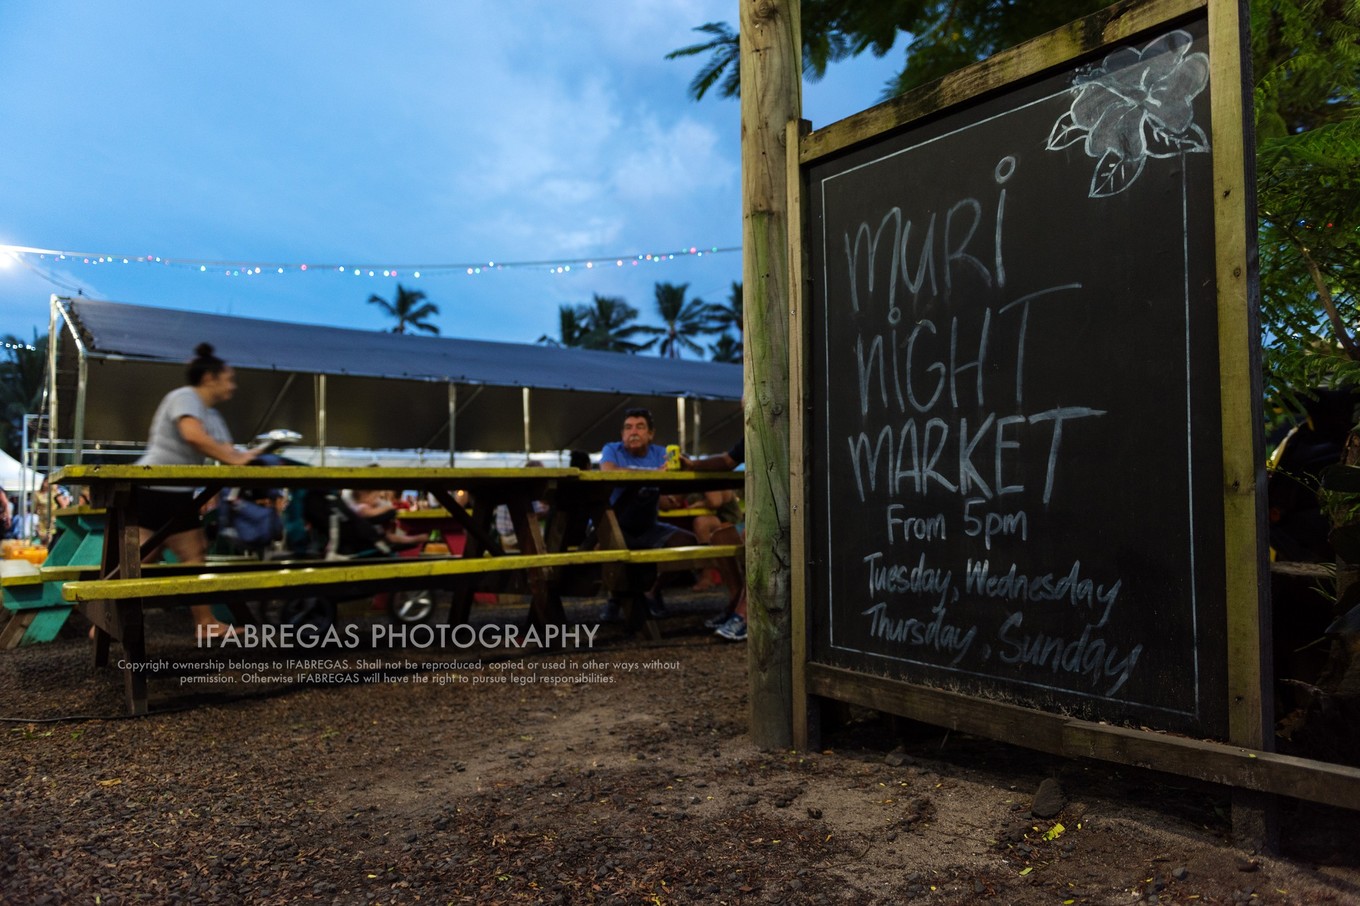 MURi
NiGHT
MARKET
From 5pm
Tuesday, Wednesday
Thursday, Sunday
IFABREGAS PHOTOGRAPHY
Copyright ownership belongs to IFABREGAS. Shall not be reproduced, copied or used in other ways without
permission. Otherwise IFABREGAS will have the right to pursue legal responsibilities.